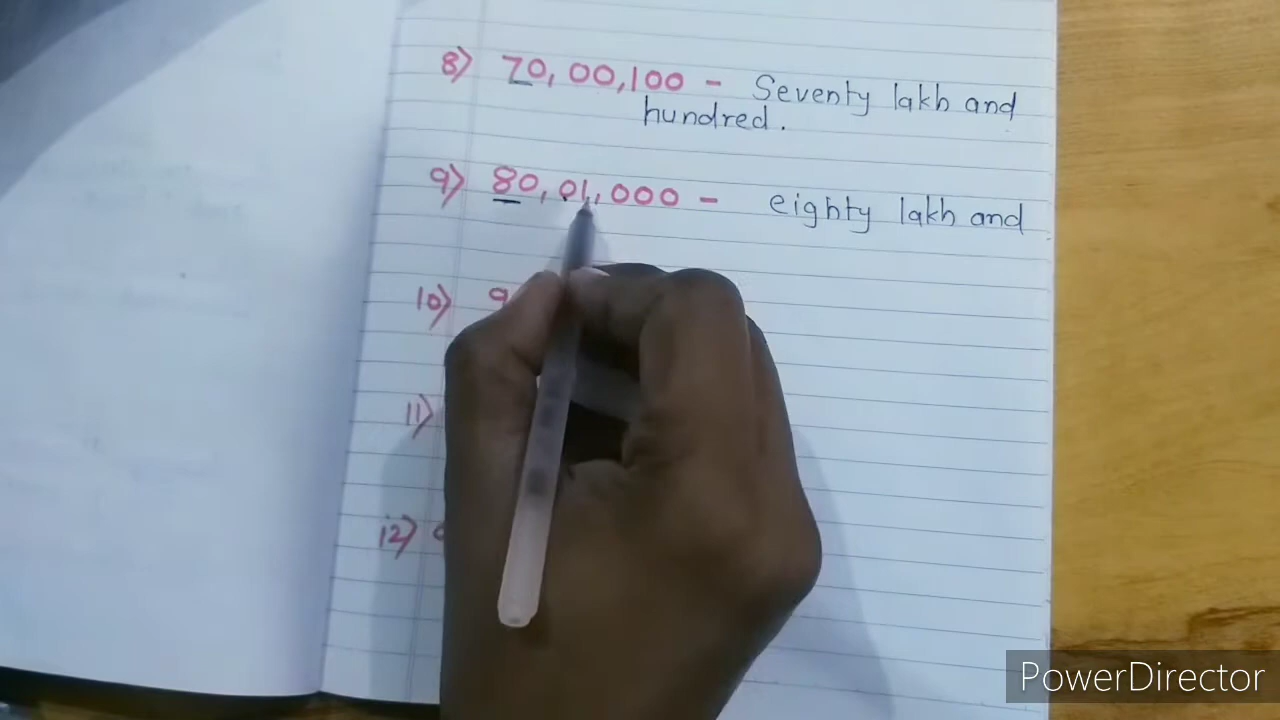 8) 70,00,100 - Seventy lakh and
hundred.
9) 80,01,000 - eighty lakh and
10) 9
11)
12)
PowerDirector